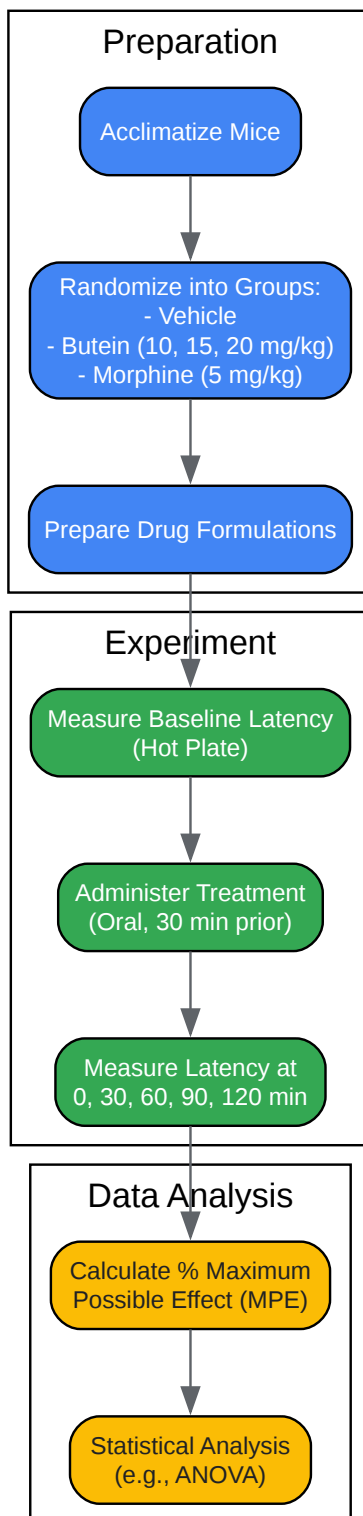 Preparation
Acclimatize Mice
Randomize into Groups:
- Vehicle
- Butein (10, 15, 20 mg/kg)
- Morphine (5 mg/kg)
Prepare Drug Formulations
Experiment
Measure Baseline Latency
(Hot Plate)
Administer Treatment
(Oral, 30 min prior)
Measure Latency at
0, 30, 60, 90, 120 min
Data Analysis
Calculate % Maximum
Possible Effect (MPE)
Statistical Analysis
(e.g., ANOVA)